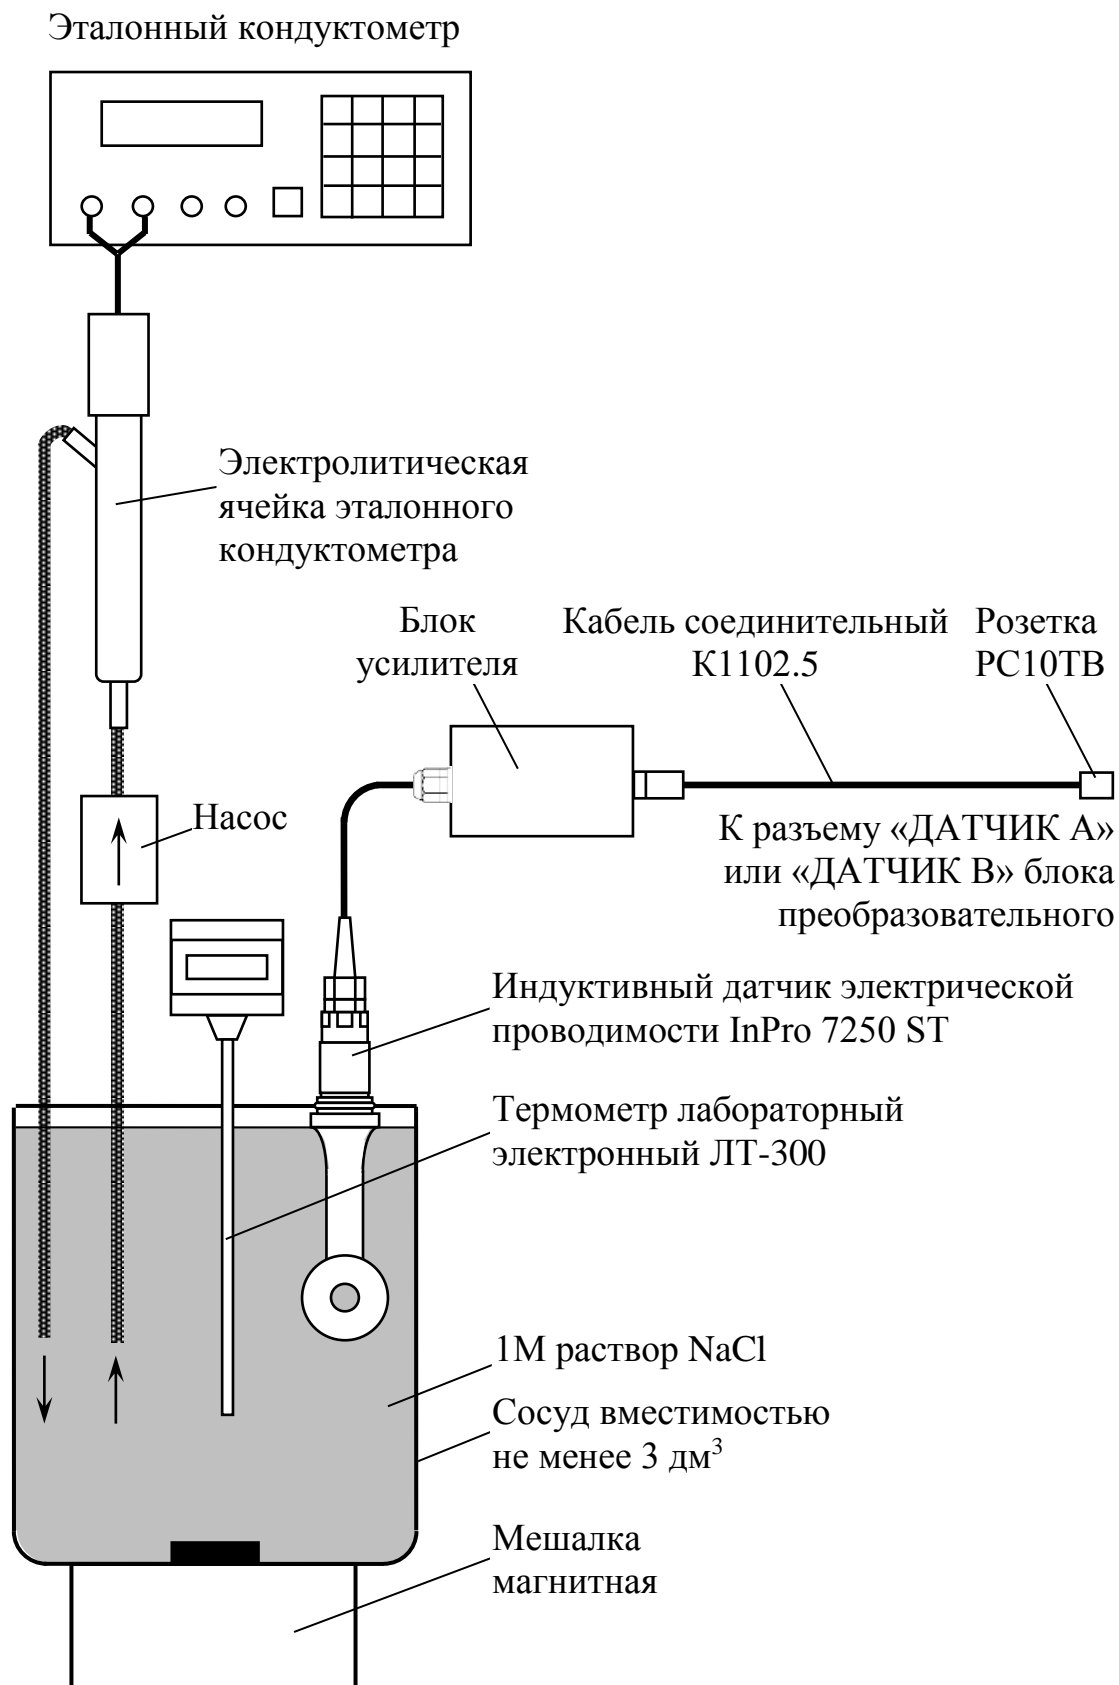 Эталонный кондуктометр
Электролитическая
ячейка эталонного
кондуктометра
Блок
усилителя
Кабель соединительный
К1102.5
Розетка
РС10ТВ
Насос
К разъему «ДАТЧИК А»
или «ДАТЧИК В» блока
преобразовательного
Индуктивный датчик электрической
проводимости InPro 7250 ST
Термометр лабораторный
электронный ЛТ-300
1М раствор NaCl
Сосуд вместимостью
не менее 3 дм³
Мешалка
магнитная